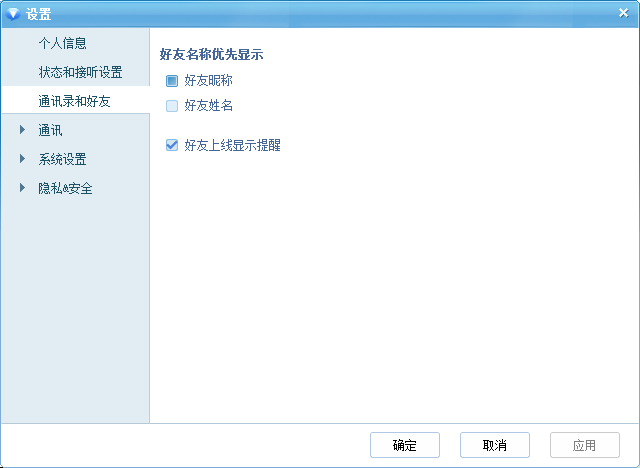 设置
个人信息
状态和接听设置
通讯录和好友
通讯
系统设置
隐私&安全
好友名称优先显示
好友昵称
好友姓名
好友上线显示提醒
确定
取消
应用